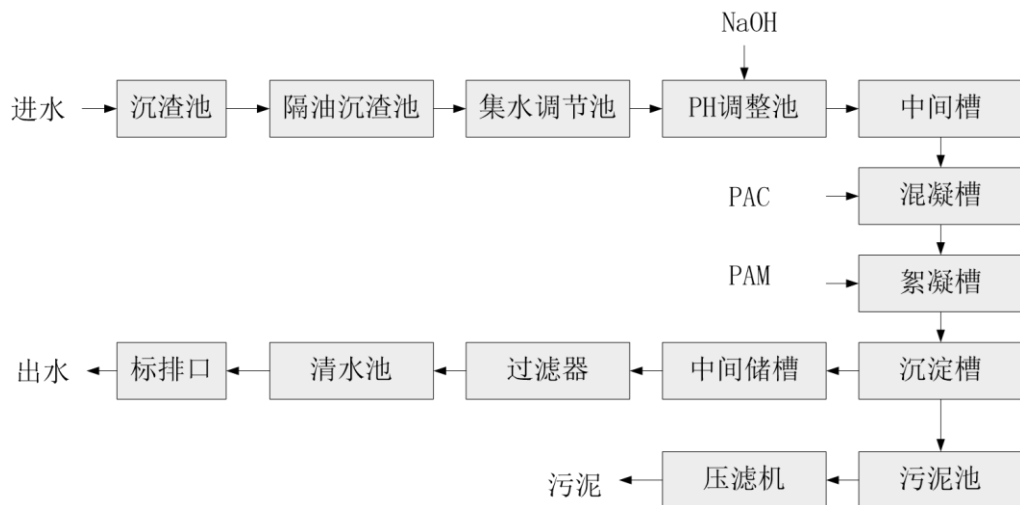 NaOH
进水
沉渣池
隔油沉渣池
集水调节池
PH调整池
中间槽
PAC
混凝槽
PAM
絮凝槽
出水
标排口
清水池
过滤器
中间储槽
沉淀槽
污泥
压滤机
污泥池